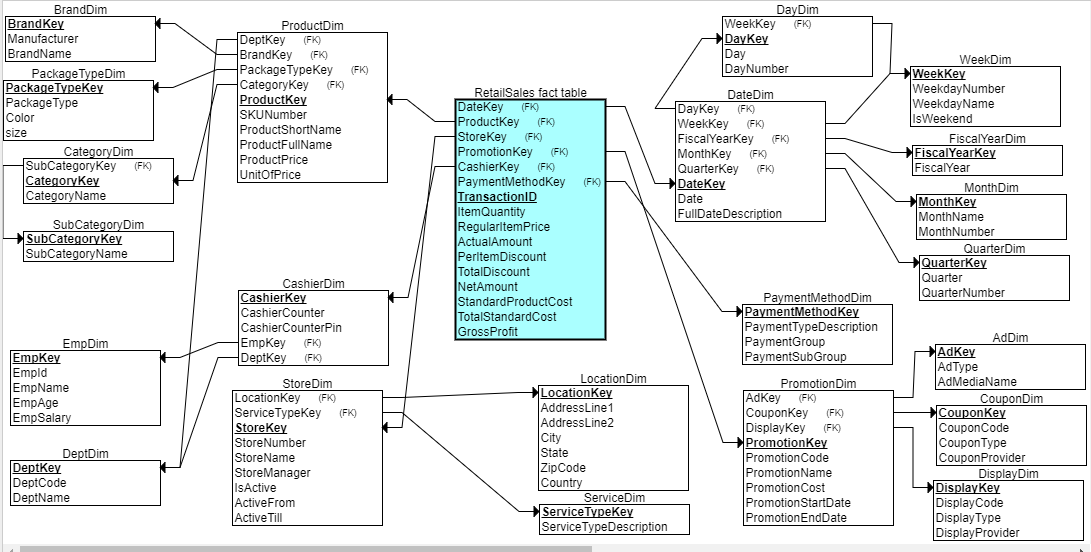 BrandDim
BrandKey
Manufacturer
BrandName
PackageTypeDim
PackageTypeKey
PackageType
Color
size
CategoryDim
SubCategoryKey (FK)
CategoryKey
CategoryName
SubCategoryDim
SubCategoryKey
SubCategoryName
EmpDim
EmpKey
EmpId
EmpName
EmpAge
EmpSalary
DeptDim
DeptKey
DeptCode
DeptName
ProductDim
DeptKey (FK)
BrandKey (FK)
PackageTypeKey (FK)
CategoryKey (FK)
ProductKey
SKUNumber
ProductShortName
ProductFullName
ProductPrice
UnitOfPrice
CashierDim
CashierKey
CashierCounter
CashierCounterPin
EmpKey (FK)
DeptKey (FK)
StoreDim
LocationKey (FK)
ServiceTypeKey (FK)
StoreKey
StoreNumber
StoreName
StoreManager
IsActive
ActiveFrom
ActiveTill
RetailSales fact table
DateKey (FK)
ProductKey (FK)
StoreKey (FK)
PromotionKey (FK)
CashierKey (FK)
PaymentMethodKey (FK)
TransactionID
ItemQuantity
RegularItemPrice
ActualAmount
PerItemDiscount
TotalDiscount
NetAmount
StandardProductCost
TotalStandardCost
GrossProfit
LocationDim
LocationKey
AddressLine1
AddressLine2
City
State
ZipCode
Country
ServiceDim
ServiceTypeKey
ServiceTypeDescription
DayDim
WeekKey (FK)
DayKey
Day
DayNumber
DateDim
DayKey (FK)
WeekKey (FK)
FiscalYearKey (FK)
MonthKey (FK)
QuarterKey (FK)
DateKey
Date
FullDateDescription
PaymentMethodDim
PaymentMethodKey
PaymentTypeDescription
PaymentGroup
PaymentSubGroup
PromotionDim
AdKey (FK)
CouponKey (FK)
DisplayKey (FK)
PromotionKey
PromotionCode
PromotionName
PromotionCost
PromotionStartDate
PromotionEndDate
WeekDim
WeekKey
WeekdayNumber
WeekdayName
IsWeekend
FiscalYearDim
FiscalYearKey
FiscalYear
MonthDim
MonthKey
MonthName
MonthNumber
QuarterDim
QuarterKey
Quarter
QuarterNumber
AdDim
AdKey
AdType
AdMediaName
CouponDim
CouponKey
CouponCode
CouponType
CouponProvider
DisplayDim
DisplayKey
DisplayCode
DisplayType
DisplayProvider